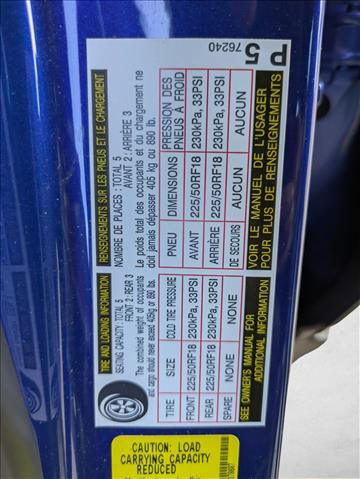 TIRE AND LOADING INFORMATION
SEATING CAPACITY: TOTAL 5
FRONT 2: REAR 3
The combined weight of occupants
and cargo should never exceed 405kg or 890 lbs.
TIRE SIZE COLD TIRE PRESSURE
FRONT 225/50RF18 230kPa, 33PSI
REAR 225/50RF18 230kPa, 33PSI
SPARE NONE NONE
SEE OWNER'S MANUAL FOR
ADDITIONAL INFORMATION
RENSEIGNEMENTS SUR LES PNEUS ET LE CHARGEMENT
NOMBRE DE PLACES : TOTAL 5
AVANT 2: ARRIÈRE 3
Le poids total des occupants et du chargement ne
doit jamais dépasser 405 kg ou 890 lb.
PNEU DIMENSIONS PRESSION DES
PNEUS À FROID
AVANT 225/50RF18 230kPa, 33PSI
ARRIÈRE 225/50RF18 230kPa, 33PSI
DE SECOURS AUCUN AUCUN
VOIR LE MANUEL DE L'USAGER
POUR PLUS DE RENSEIGNEMENTS
P 5
76240
CAUTION: LOAD
CARRYING CAPACITY
REDUCED